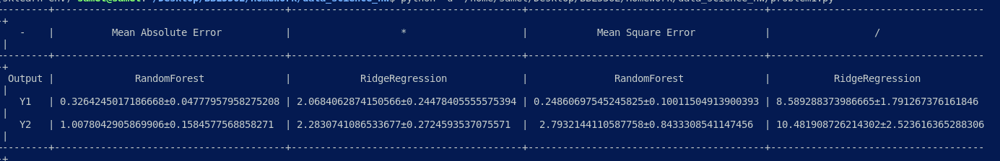 (sklearn-env) samet@samet:~/Desktop/BBL3302/Homework/data_science_hw$ python -u "/home/samet/Desktop/BBL3302/Homework/data_science_hw/problem1.py"
---------+---------------------------------------+----------------------------------------+----------------------------------------+------------------------------------
-+
- | Mean Absolute Error | * | Mean Square Error | /
|
---------+---------------------------------------+----------------------------------------+----------------------------------------+------------------------------------
-+
Output | RandomForest | RidgeRegression | RandomForest | RidgeRegression
|
Y1 | 0.3264245017186668±0.04777957958275208 | 2.0684062874150566±0.24478405555575394 | 0.24860697545245825±0.10011504913900393 | 8.589288373986665±1.791267376161846
|
Y2 | 1.0078042905869906±0.1584577568858271 | 2.2830741086533677±0.2724593537075571 | 2.7932144110587758±0.8433308541147456 | 10.481908726214302±2.523616365288306
|
---------+---------------------------------------+----------------------------------------+----------------------------------------+------------------------------------
-+